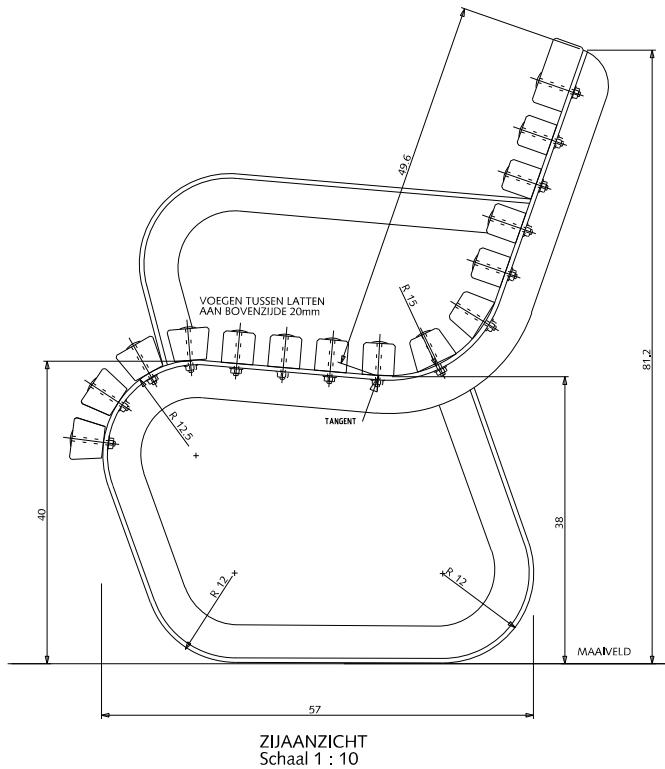 49.6
VOEGEN TUSSEN LATTEN
AAN BOVENZIJDE 20mm
R 15
81.2
R 12.5
TANGENT
40
38
R 12
R 12
MAAIVELD
57
ZIJAANZICHT
Schaal 1 : 10